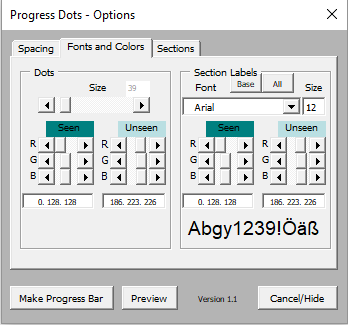 Progress Dots - Options
Spacing Fonts and Colors Sections
Dots
Size 39
Seen Unseen
R
G
B
0. 128. 128 186. 223. 226
Section Labels
Font Base All Size
Arial 12
Seen Unseen
R
G
B
0. 128. 128 186. 223. 226
Abgy1239!Öäß
Make Progress Bar Preview Version 1.1 Cancel/Hide